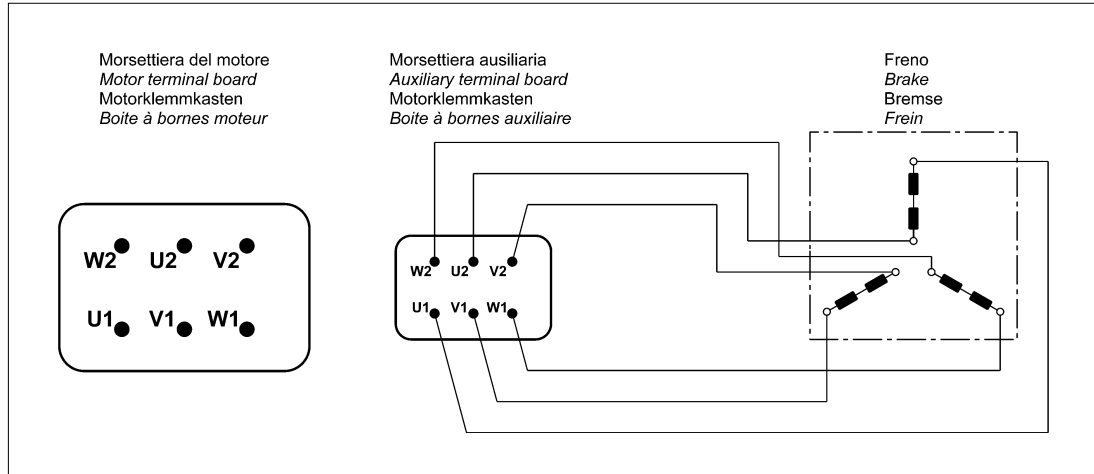 Morsettiera del motore
Motor terminal board
Motorklemmkasten
Boite à bornes moteur
Morsettiera ausiliaria
Auxiliary terminal board
Motorklemmkasten
Boite à bornes auxiliaire
Freno
Brake
Bremse
Frein
W2 U2 V2
U1 V1 W1
W2 U2 V2
U1 V1 W1